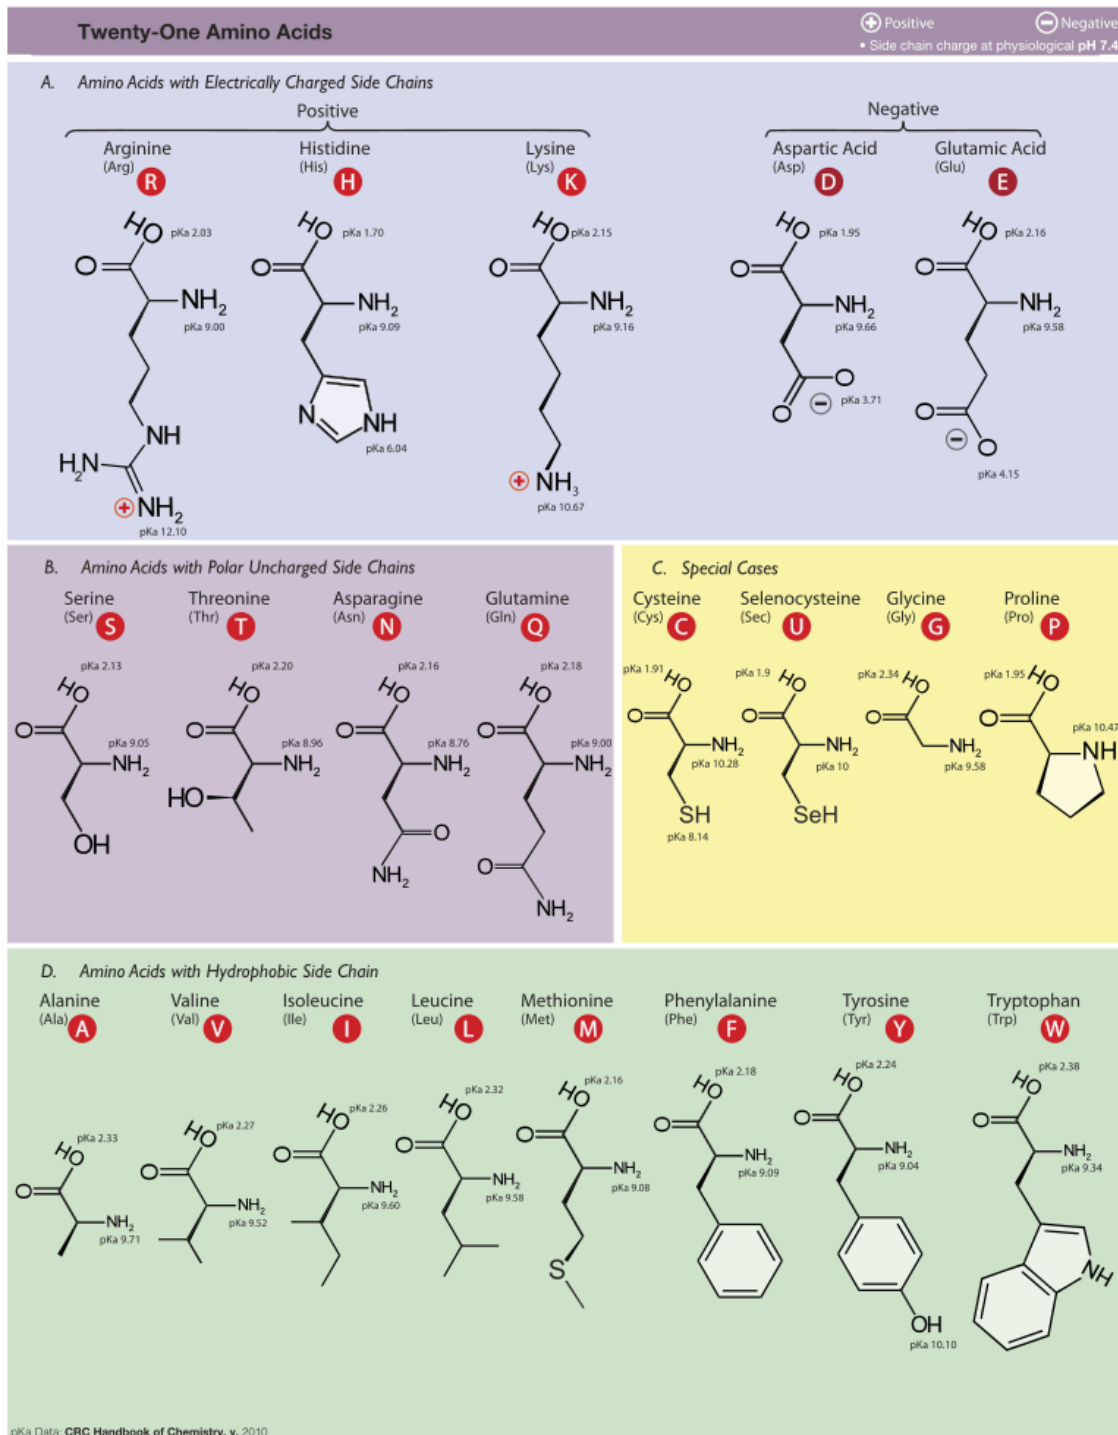 Twenty-One Amino Acids
+ Positive − Negative
• Side chain charge at physiological pH 7.4
A. Amino Acids with Electrically Charged Side Chains
Positive
Negative
Arginine
(Arg)
R
Histidine
(His)
H
Lysine
(Lys)
K
Aspartic Acid
(Asp)
D
Glutamic Acid
(Glu)
E
HO pKa 2.03
O
NH2
pKa 9.00
NH
H2N
+ NH2
pKa 12.10
HO pKa 1.70
O
NH2
pKa 9.09
N
NH
pKa 6.04
HO pKa 2.15
O
NH2
pKa 9.16
+ NH3
pKa 10.67
HO pKa 1.95
O
NH2
pKa 9.66
O
O − pKa 3.71
HO pKa 2.16
O
NH2
pKa 9.58
O
− O
pKa 4.15
B. Amino Acids with Polar Uncharged Side Chains
Serine
(Ser)
S
Threonine
(Thr)
T
Asparagine
(Asn)
N
Glutamine
(Gln)
Q
pKa 2.13
HO
O
pKa 9.05
NH2
OH
pKa 2.20
HO
O
pKa 8.96
NH2
HO
pKa 2.16
HO
O
pKa 8.76
NH2
O
NH2
pKa 2.18
HO
O
pKa 9.00
NH2
O
NH2
C. Special Cases
Cysteine
(Cys)
C
Selenocysteine
(Sec)
U
Glycine
(Gly)
G
Proline
(Pro)
P
pKa 1.91 HO
O
NH2
pKa 10.28
SH
pKa 8.14
pKa 1.9 HO
O
NH2
pKa 10
SeH
pKa 2.34 HO
O
NH2
pKa 9.58
pKa 1.95 HO
O
pKa 10.47
NH
D. Amino Acids with Hydrophobic Side Chain
Alanine
(Ala)
A
Valine
(Val)
V
Isoleucine
(Ile)
I
Leucine
(Leu)
L
Methionine
(Met)
M
Phenylalanine
(Phe)
F
Tyrosine
(Tyr)
Y
Tryptophan
(Trp)
W
pKa 2.33
HO
O
NH2
pKa 9.71
pKa 2.27
HO
O
NH2
pKa 9.52
pKa 2.26
HO
O
NH2
pKa 9.60
pKa 2.32
HO
O
NH2
pKa 9.58
pKa 2.16
HO
O
NH2
pKa 9.08
S
pKa 2.18
HO
O
NH2
pKa 9.09
pKa 2.24
HO
O
NH2
pKa 9.04
OH
pKa 10.10
pKa 2.38
HO
O
NH2
pKa 9.34
NH
pKa Data: CRC Handbook of Chemistry, v. 2010